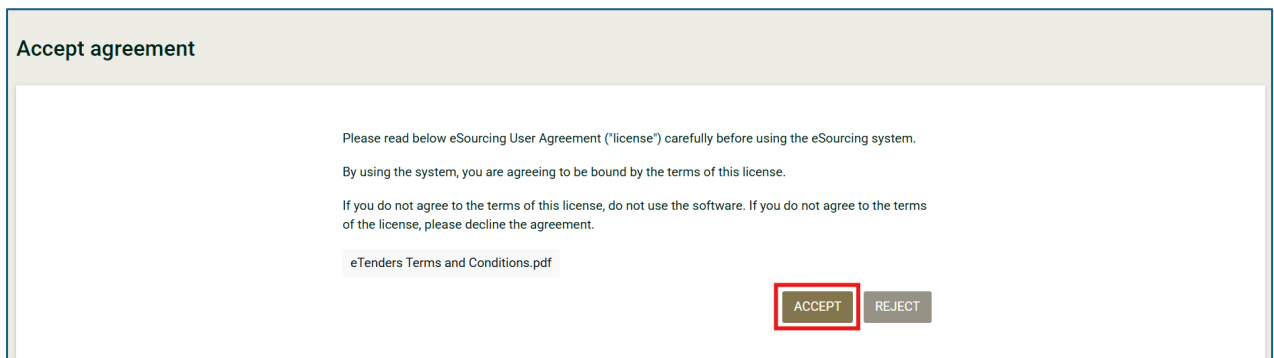 Accept agreement
Please read below eSourcing User Agreement ("license") carefully before using the eSourcing system.
By using the system, you are agreeing to be bound by the terms of this license.
If you do not agree to the terms of this license, do not use the software. If you do not agree to the terms
of the license, please decline the agreement.
eTenders Terms and Conditions.pdf
ACCEPT REJECT